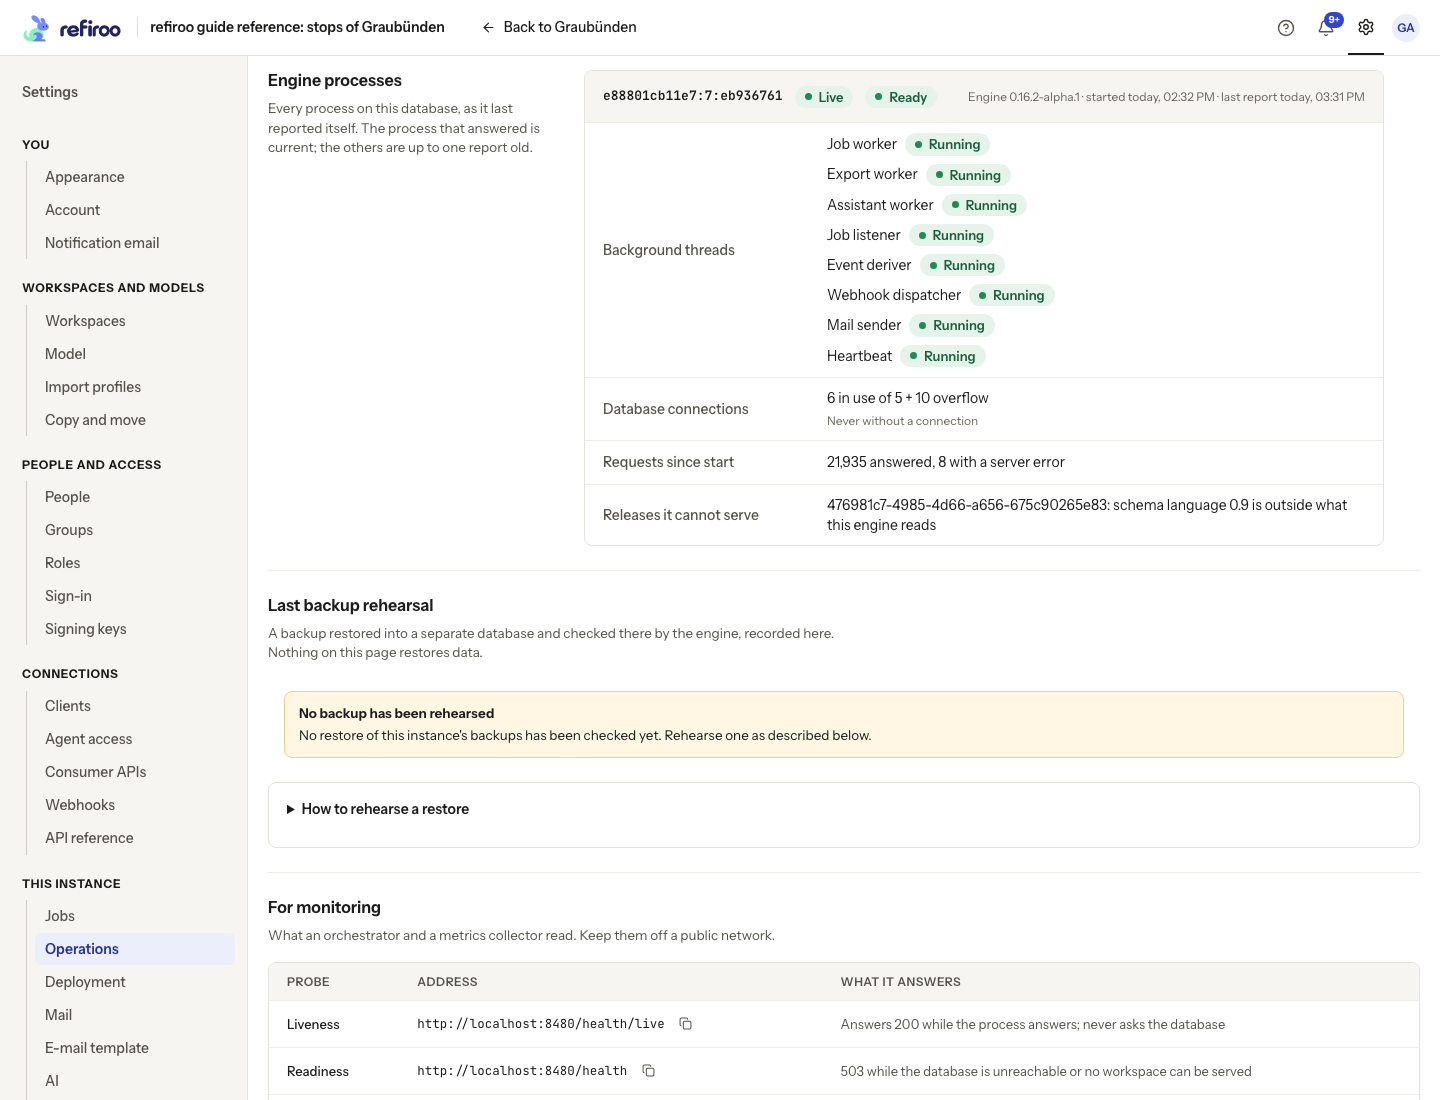 refiroo
refiroo guide reference: stops of Graubünden
← Back to Graubünden
9+
GA
Settings
YOU
Appearance
Account
Notification email
WORKSPACES AND MODELS
Workspaces
Model
Import profiles
Copy and move
PEOPLE AND ACCESS
People
Groups
Roles
Sign-in
Signing keys
CONNECTIONS
Clients
Agent access
Consumer APIs
Webhooks
API reference
THIS INSTANCE
Jobs
Operations
Deployment
Mail
E-mail template
AI
Engine processes
Every process on this database, as it last
reported itself. The process that answered is
current; the others are up to one report old.
e88801cb11e7:7:eb936761 Live Ready Engine 0.16.2-alpha.1 · started today, 02:32 PM · last report today, 03:31 PM
Background threads
Job worker Running
Export worker Running
Assistant worker Running
Job listener Running
Event deriver Running
Webhook dispatcher Running
Mail sender Running
Heartbeat Running
Database connections
6 in use of 5 + 10 overflow
Never without a connection
Requests since start
21,935 answered, 8 with a server error
Releases it cannot serve
476981c7-4985-4d66-a656-675c90265e83: schema language 0.9 is outside what
this engine reads
Last backup rehearsal
A backup restored into a separate database and checked there by the engine, recorded here.
Nothing on this page restores data.
No backup has been rehearsed
No restore of this instance's backups has been checked yet. Rehearse one as described below.
How to rehearse a restore
For monitoring
What an orchestrator and a metrics collector read. Keep them off a public network.
PROBE ADDRESS WHAT IT ANSWERS
Liveness http://localhost:8480/health/live Answers 200 while the process answers; never asks the database
Readiness http://localhost:8480/health 503 while the database is unreachable or no workspace can be served